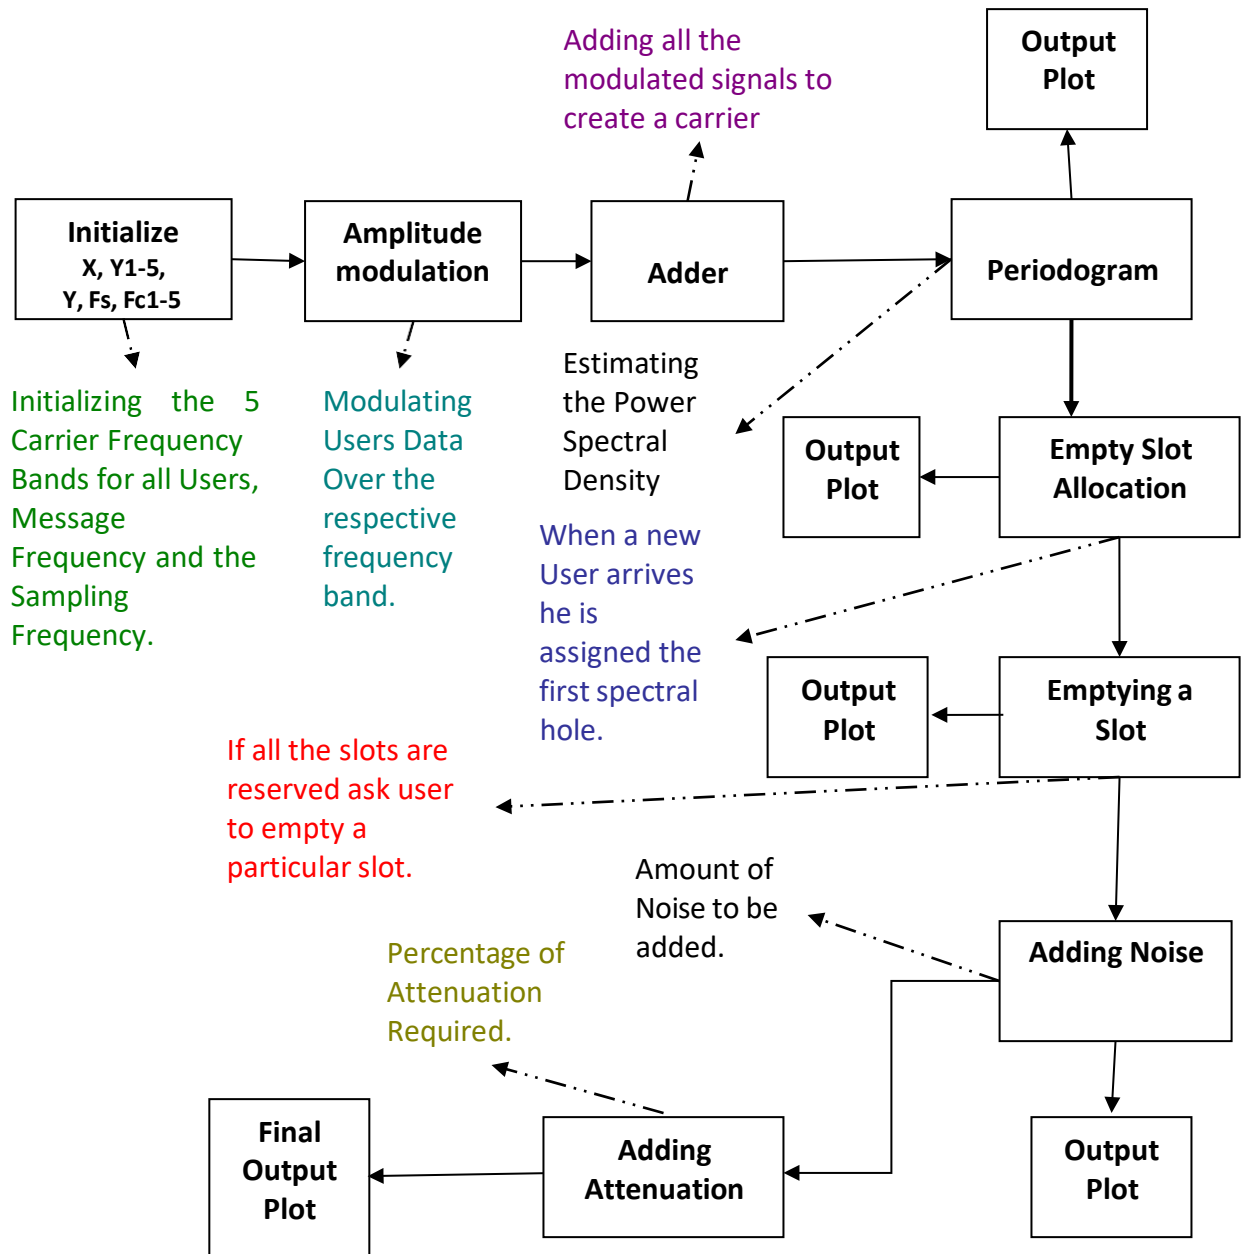 Adding all the
modulated signals to
create a carrier
Output
Plot
Initialize
X, Y1-5,
Y, Fs, Fc1-5
Amplitude
modulation
Adder
Periodogram
Initializing the 5
Carrier Frequency
Bands for all Users,
Message
Frequency and the
Sampling
Frequency.
Modulating
Users Data
Over the
respective
frequency
band.
Estimating
the Power
Spectral
Density
Output
Plot
Empty Slot
Allocation
When a new
User arrives
he is
assigned the
first spectral
hole.
Output
Plot
Emptying a
Slot
If all the slots are
reserved ask user
to empty a
particular slot.
Amount of
Noise to be
added.
Adding Noise
Percentage of
Attenuation
Required.
Final
Output
Plot
Adding
Attenuation
Output
Plot